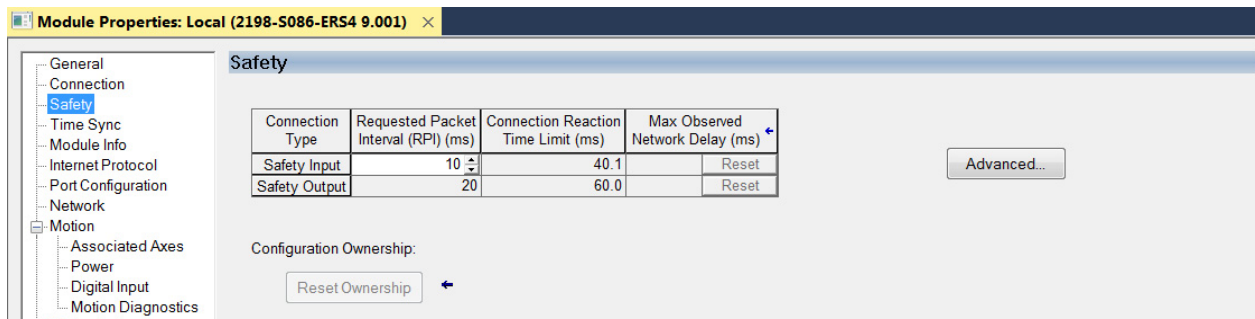 Module Properties: Local (2198-S086-ERS4 9.001) ×
General
Connection
Safety
Time Sync
Module Info
Internet Protocol
Port Configuration
Network
Motion
Associated Axes
Power
Digital Input
Motion Diagnostics
Safety
Connection Type
Requested Packet Interval (RPI) (ms)
Connection Reaction Time Limit (ms)
Max Observed Network Delay (ms)
Safety Input 10 40.1 Reset
Safety Output 20 60.0 Reset
Advanced...
Configuration Ownership:
Reset Ownership